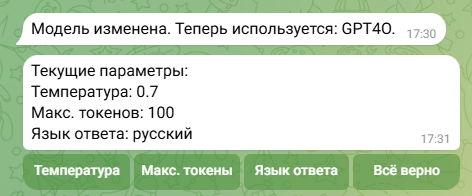 Модель изменена. Теперь используется: GPT4O.
17:30
Текущие параметры:
Температура: 0.7
Макс. токенов: 100
Язык ответа: русский
17:31
Температура Макс. токены Язык ответа Всё верно